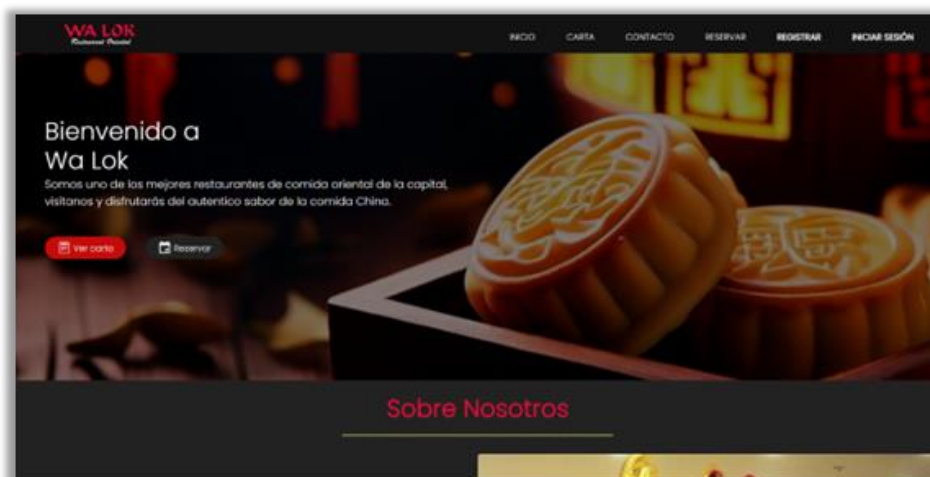 WA LOK
Restaurant Oriental
INICIO CARTA CONTACTO RESERVAR REGISTRAR INICIAR SESIÓN
Bienvenido a
Wa Lok
Somos uno de los mejores restaurantes de comida oriental de la capital,
visitanos y disfrutarás del autentico sabor de la comida China.
Ver carta Reservar
Sobre Nosotros